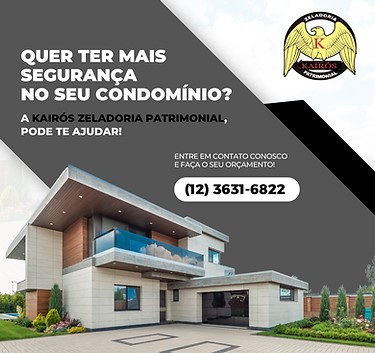 ZELADORIA
K
KAIRÓS
PATRIMONIAL
QUER TER MAIS
SEGURANÇA
NO SEU CONDOMÍNIO?
A KAIRÓS ZELADORIA PATRIMONIAL,
PODE TE AJUDAR!
ENTRE EM CONTATO CONOSCO
E FAÇA O SEU ORÇAMENTO!
(12) 3631-6822